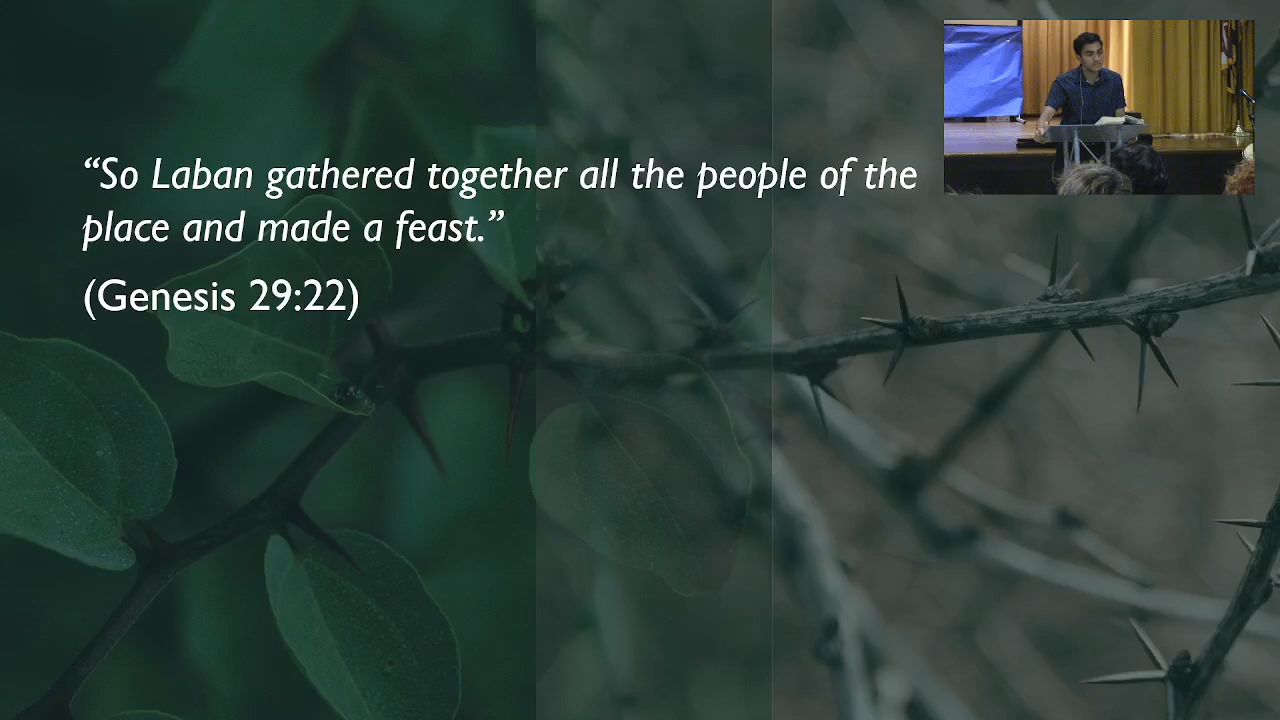 “So Laban gathered together all the people of the
place and made a feast.”
(Genesis 29:22)